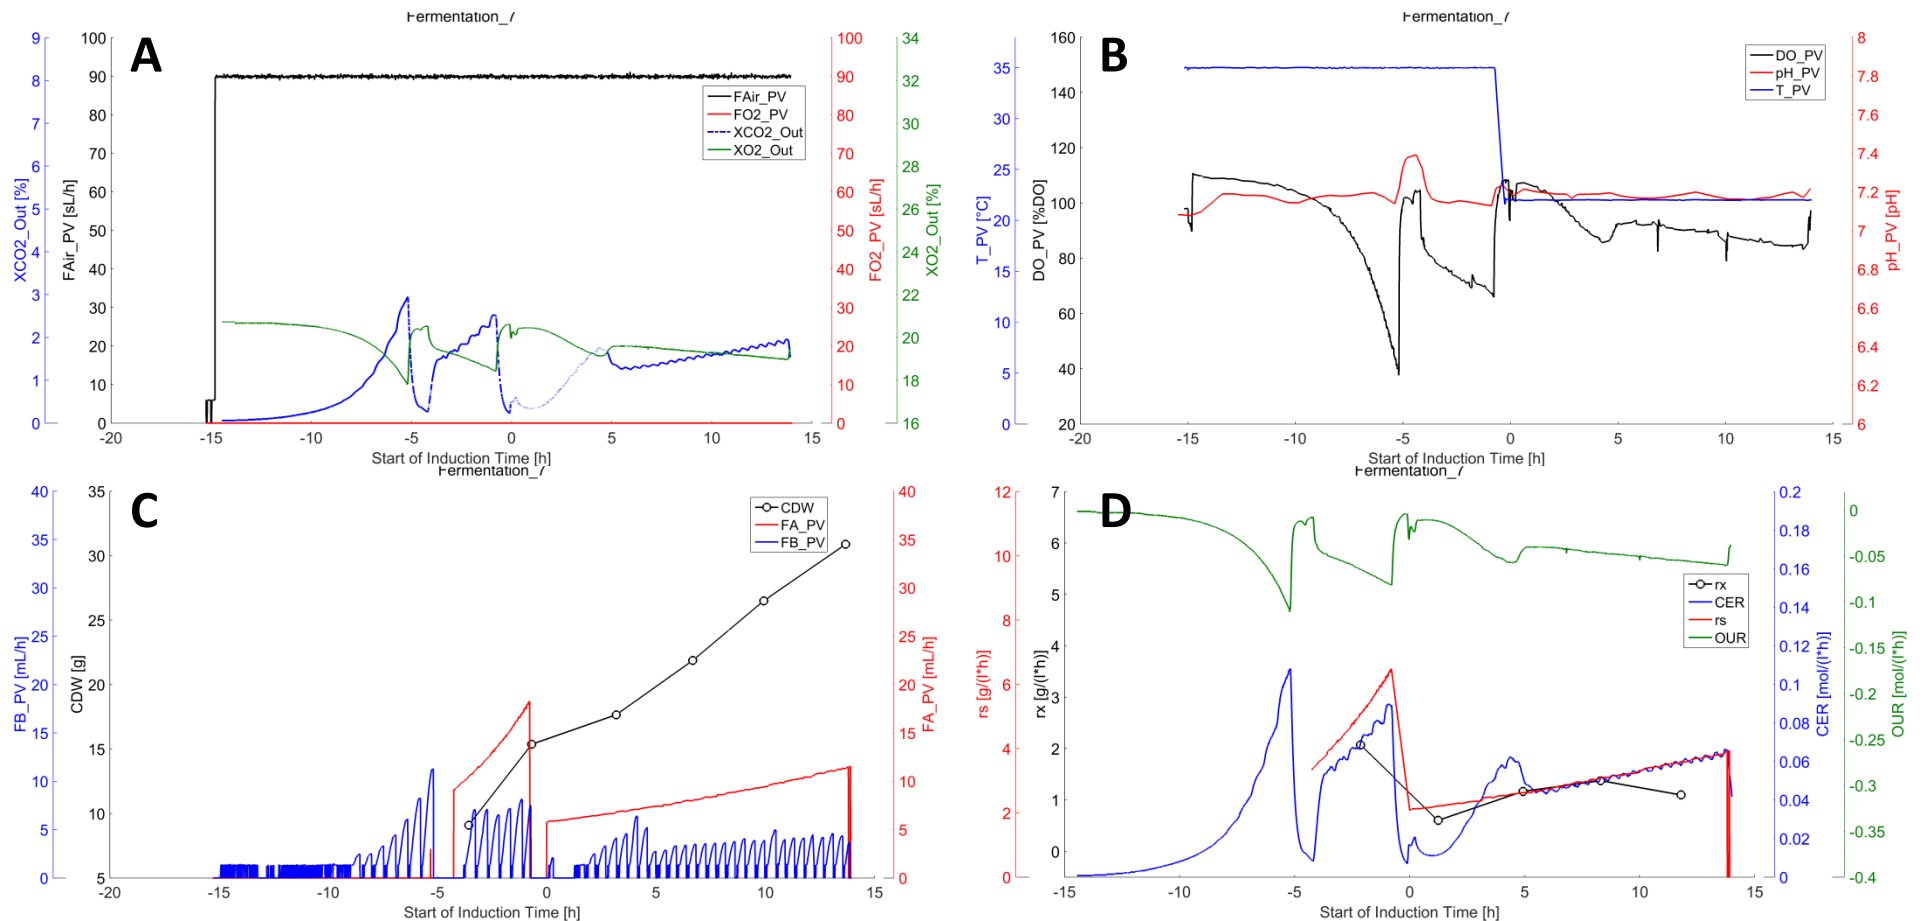 Fermentation_7
A
9
8
7
6
5
4
3
2
1
0
XCO2_Out [%]
100
90
80
70
60
50
40
30
20
10
0
FAir_PV [sL/h]
FAir_PV
FO2_PV
XCO2_Out
XO2_Out
100
90
80
70
60
50
40
30
20
10
0
FO2_PV [sL/h]
34
32
30
28
26
24
22
20
18
16
XO2_Out [%]
-20 -15 -10 -5 0 5 10 15
Start of Induction Time [h]
Fermentation_7
B
35
30
25
20
15
10
5
0
T_PV [°C]
160
140
120
100
80
60
40
20
DO_PV [%DO]
DO_PV
pH_PV
T_PV
8
7.8
7.6
7.4
7.2
7
6.8
6.6
6.4
6.2
6
pH_PV [pH]
-20 -15 -10 -5 0 5 10 15
Start of Induction Time [h]
Fermentation_7
C
40
35
30
25
20
15
10
5
0
FB_PV [mL/h]
35
30
25
20
15
10
5
CDW [g]
CDW
FA_PV
FB_PV
40
35
30
25
20
15
10
5
0
FA_PV [mL/h]
-20 -15 -10 -5 0 5 10 15
Start of Induction Time [h]
Fermentation_7
D
12
10
8
6
4
2
0
rs [g/(l*h)]
7
6
5
4
3
2
1
0
rx [g/(l*h)]
rx
CER
rs
OUR
0.2
0.18
0.16
0.14
0.12
0.1
0.08
0.06
0.04
0.02
0
CER [mol/(l*h)]
0
-0.05
-0.1
-0.15
-0.2
-0.25
-0.3
-0.35
-0.4
OUR [mol/(l*h)]
-15 -10 -5 0 5 10 15
Start of Induction Time [h]